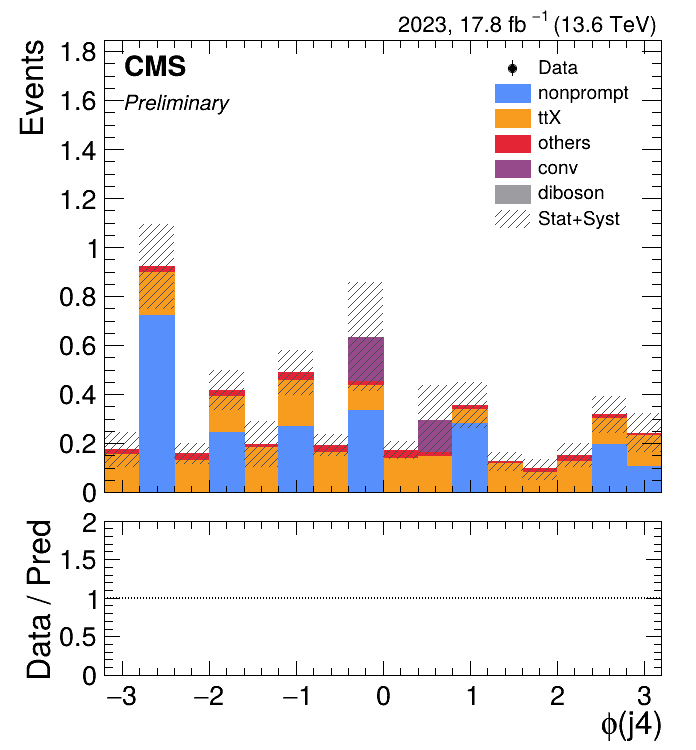 2023, 17.8 fb⁻¹ (13.6 TeV)
CMS
Preliminary
Events
1.8
1.6
1.4
1.2
1
0.8
0.6
0.4
0.2
0
Data
nonprompt
ttX
others
conv
diboson
Stat+Syst
Data / Pred
2
1.5
1
0.5
0
−3 −2 −1 0 1 2 3
ϕ(j4)